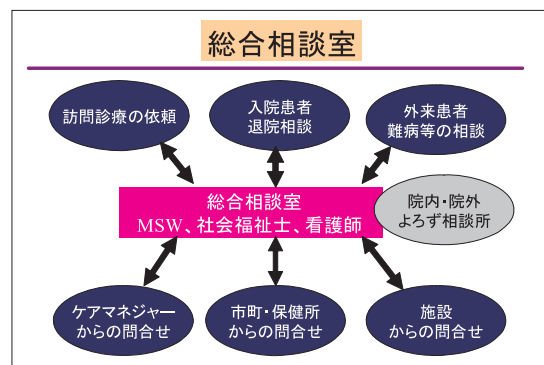 総合相談室
訪問診療の依頼
入院患者
退院相談
外来患者
難病等の相談
総合相談室
MSW、社会福祉士、看護師
院内・院外
よろず相談所
ケアマネジャー
からの問合せ
市町・保健所
からの問合せ
施設
からの問合せ